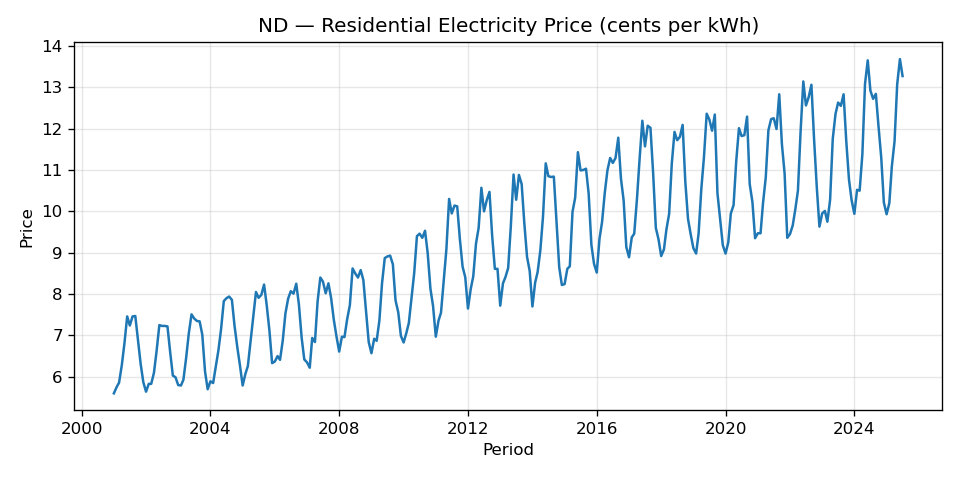 ND — Residential Electricity Price (cents per kWh)
14
13
12
11
10
9
8
7
6
Price
2000 2004 2008 2012 2016 2020 2024
Period